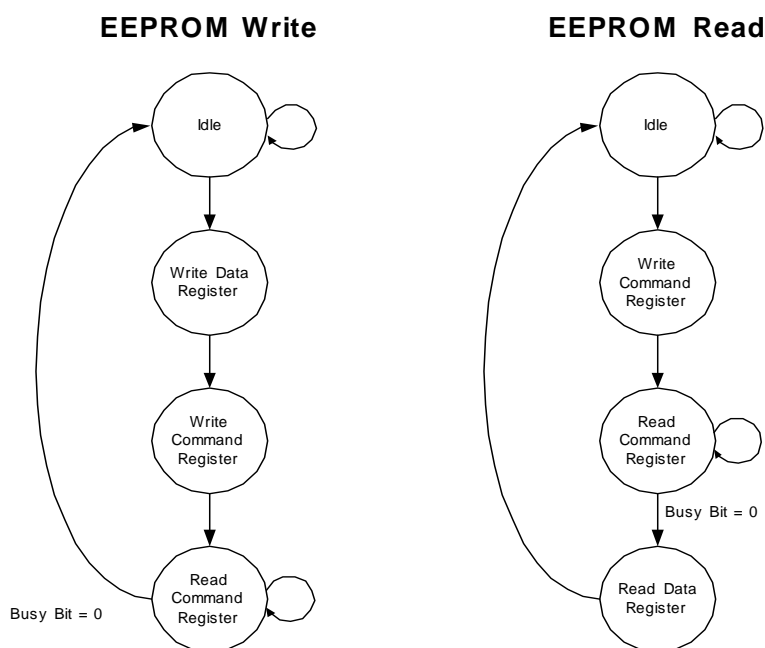 EEPROM Write
Idle
Write Data
Register
Write
Command
Register
Read
Command
Register
Busy Bit = 0
EEPROM Read
Idle
Write
Command
Register
Read
Command
Register
Busy Bit = 0
Read Data
Register